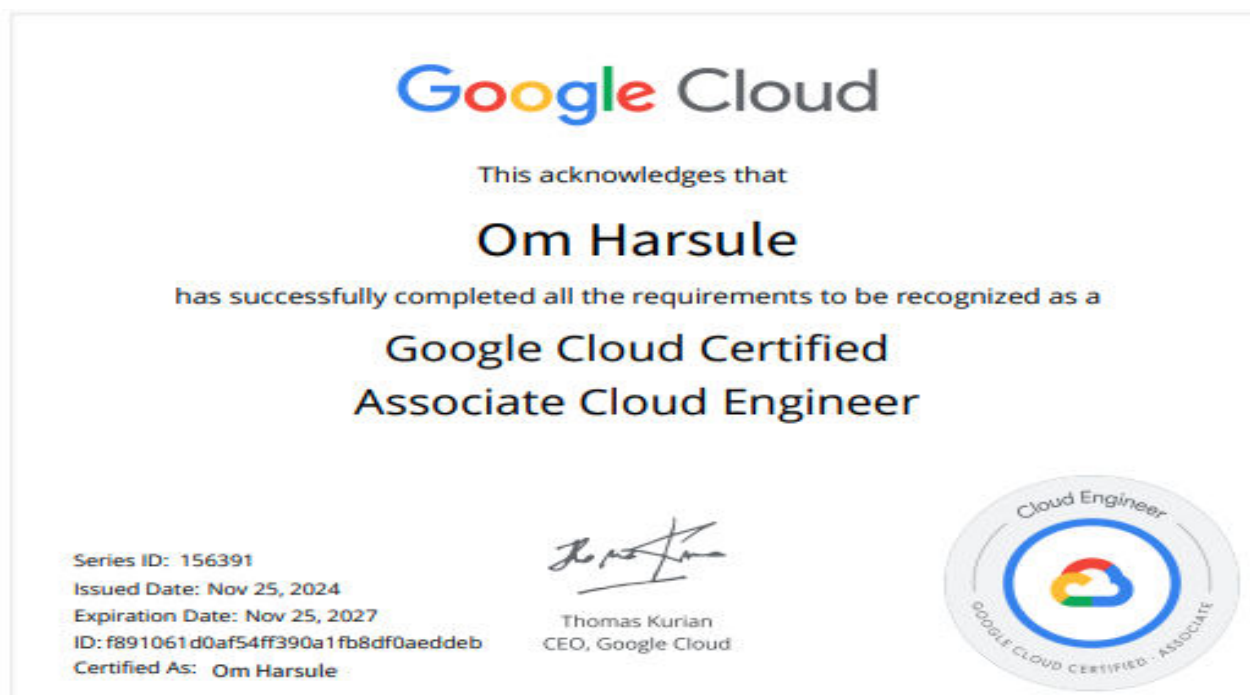 Google Cloud
This acknowledges that
Om Harsule
has successfully completed all the requirements to be recognized as a
Google Cloud Certified
Associate Cloud Engineer
Series ID: 156391
Issued Date: Nov 25, 2024
Expiration Date: Nov 25, 2027
ID: f891061d0af54ff390a1fb8df0aeddeb
Certified As: Om Harsule
Thomas Kurian
CEO, Google Cloud
Cloud Engineer
GOOGLE CLOUD CERTIFIED · ASSOCIATE